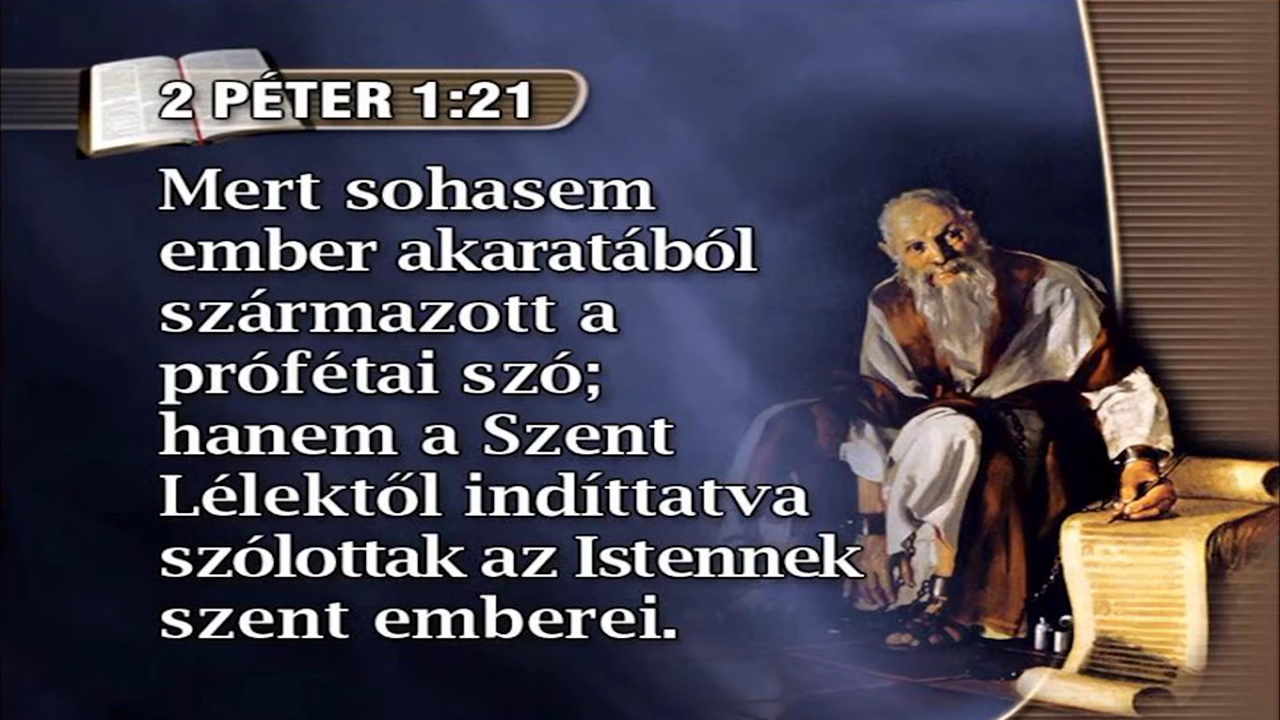 2 PÉTER 1:21
Mert sohasem
ember akaratából
származott a
prófétai szó;
hanem a Szent
Lélektől indíttatva
szólottak az Istennek
szent emberei.